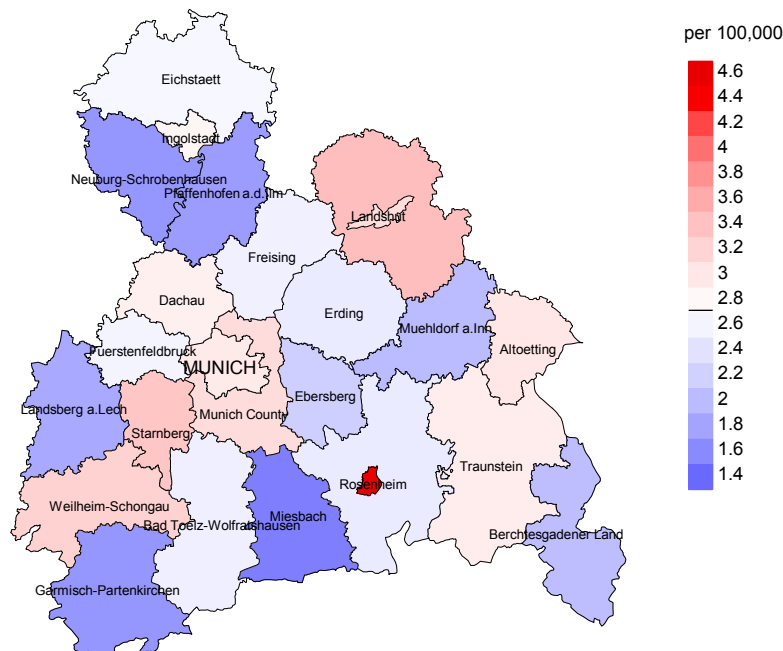 per 100,000
4.6
4.4
4.2
4
3.8
3.6
3.4
3.2
3
2.8
2.6
2.4
2.2
2
1.8
1.6
1.4
Eichstaett
Ingolstadt
Neuburg-Schrobenhausen
Pfaffenhofen a.d.Ilm
Landshut
Freising
Dachau
Erding
Muehldorf a.Inn
Altoetting
Fuerstenfeldbruck
MUNICH
Ebersberg
Landsberg a.Lech
Starnberg
Munich County
Traunstein
Rosenheim
Weilheim-Schongau
Bad Toelz-Wolfratshausen
Miesbach
Berchtesgadener Land
Garmisch-Partenkirchen